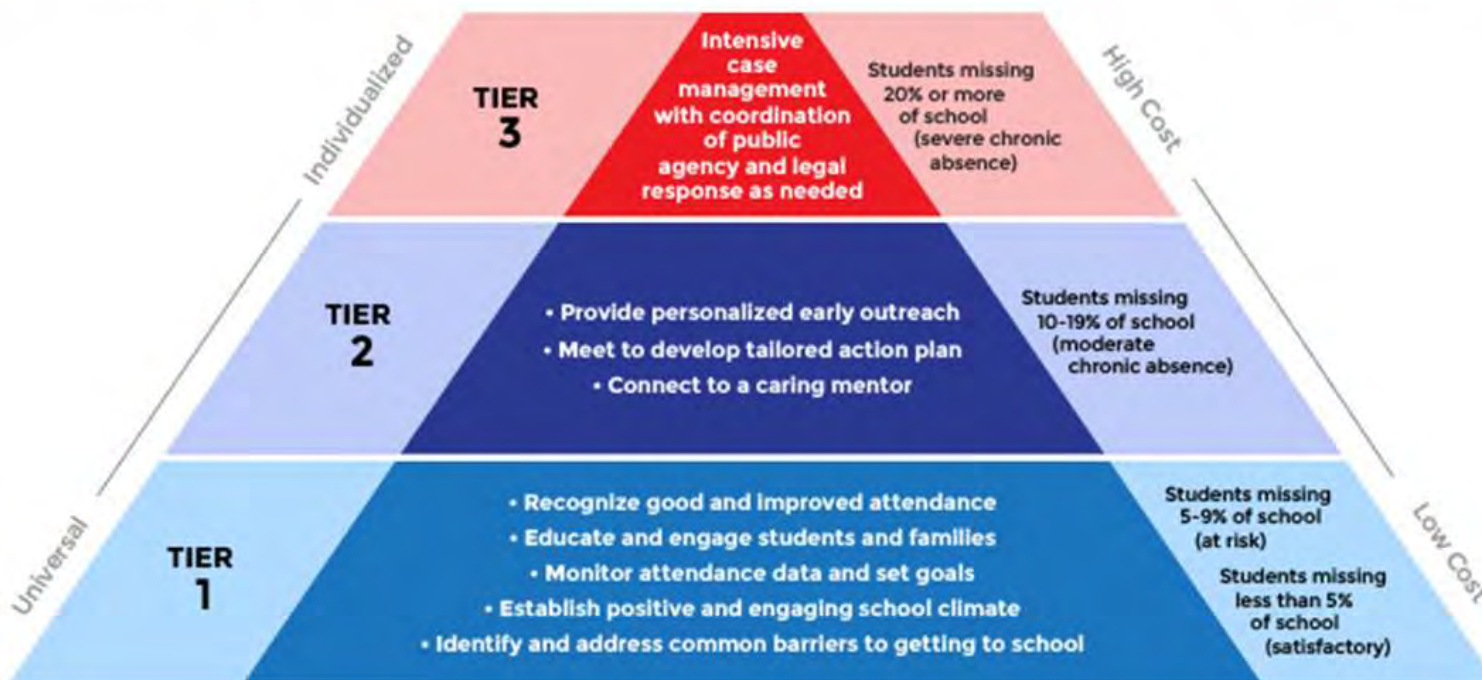 Individualized
High Cost
TIER
3
Intensive
case
management
with coordination
of public
agency and legal
response as needed
Students missing
20% or more
of school
(severe chronic
absence)
TIER
2
• Provide personalized early outreach
• Meet to develop tailored action plan
• Connect to a caring mentor
Students missing
10-19% of school
(moderate
chronic absence)
Universal
Low Cost
TIER
1
• Recognize good and improved attendance
• Educate and engage students and families
• Monitor attendance data and set goals
• Establish positive and engaging school climate
• Identify and address common barriers to getting to school
Students missing
5-9% of school
(at risk)
Students missing
less than 5%
of school
(satisfactory)